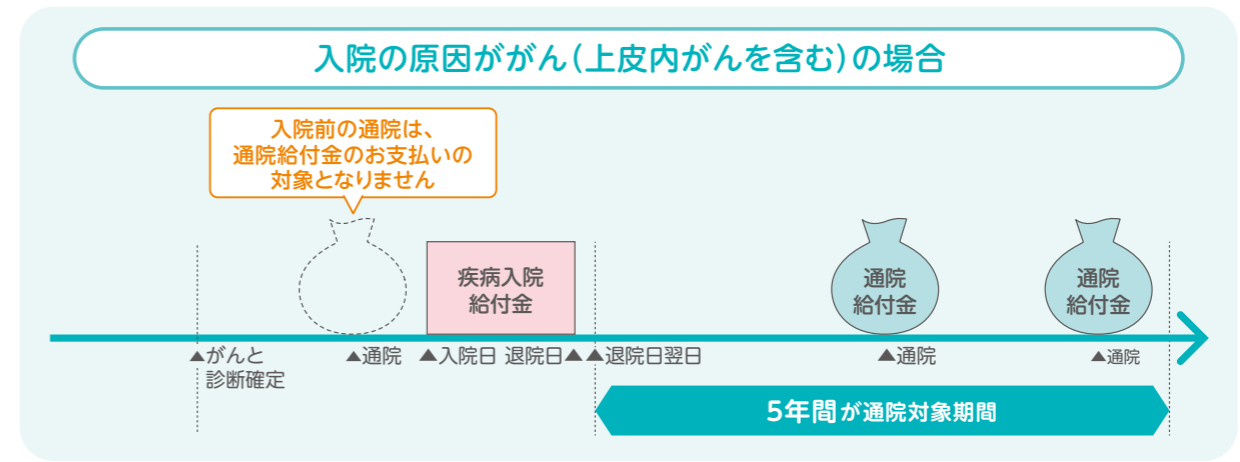 入院の原因ががん（上皮内がんを含む）の場合
入院前の通院は、
通院給付金のお支払いの
対象となりません
疾病入院
給付金
通院
給付金
通院
給付金
▲がんと
診断確定
▲通院
▲入院日 退院日▲
▲退院日翌日
▲通院
▲通院
5年間が通院対象期間